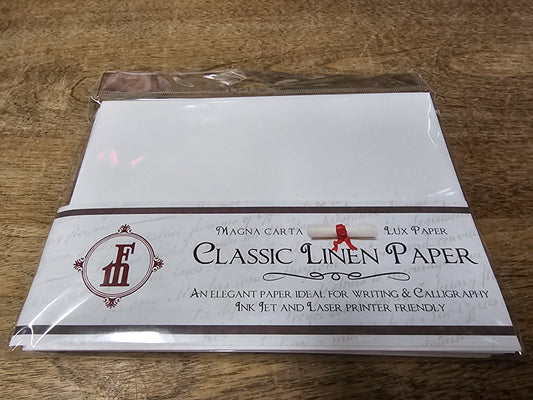 Magna Carta Lux Paper
Classic Linen Paper
Fm
An elegant paper ideal for writing & Calligraphy
Ink Jet and Laser printer friendly